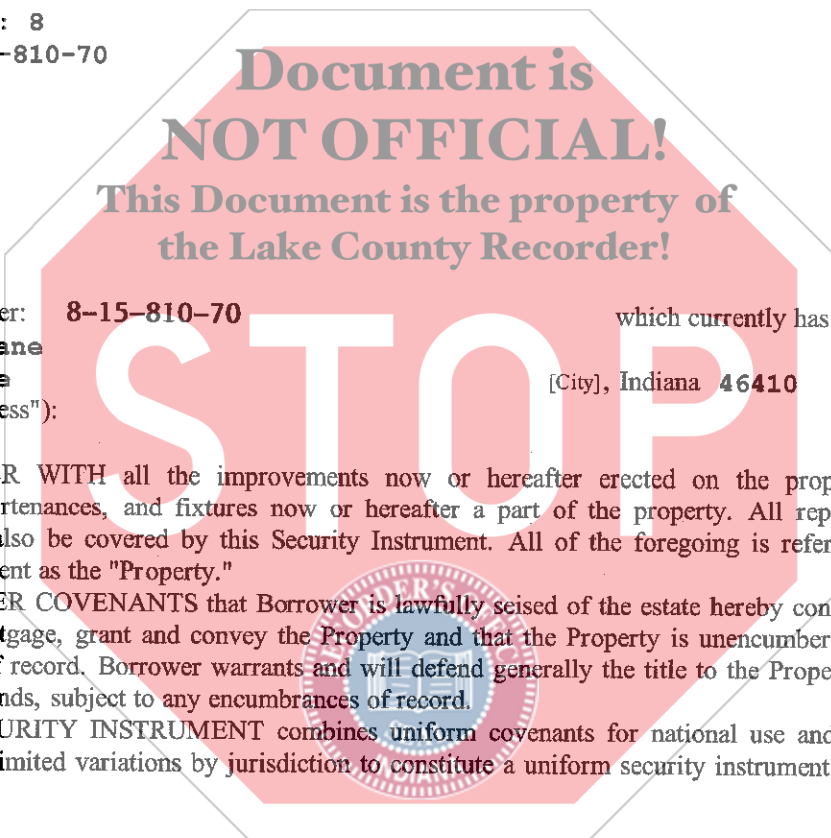 : 8
-810-70
Document is
NOT OFFICIAL!
This Document is the property of
the Lake County Recorder!
er: 8-15-810-70 which currently has
ane
e [City], Indiana 46410
ess"):
STOP
R WITH all the improvements now or hereafter erected on the prop
rtenances, and fixtures now or hereafter a part of the property. All rep
also be covered by this Security Instrument. All of the foregoing is refer
ent as the "Property."
ER COVENANTS that Borrower is lawfully seised of the estate hereby con
tgage, grant and convey the Property and that the Property is unencumber
f record. Borrower warrants and will defend generally the title to the Prope
nds, subject to any encumbrances of record.
URITY INSTRUMENT combines uniform covenants for national use and
imited variations by jurisdiction to constitute a uniform security instrument